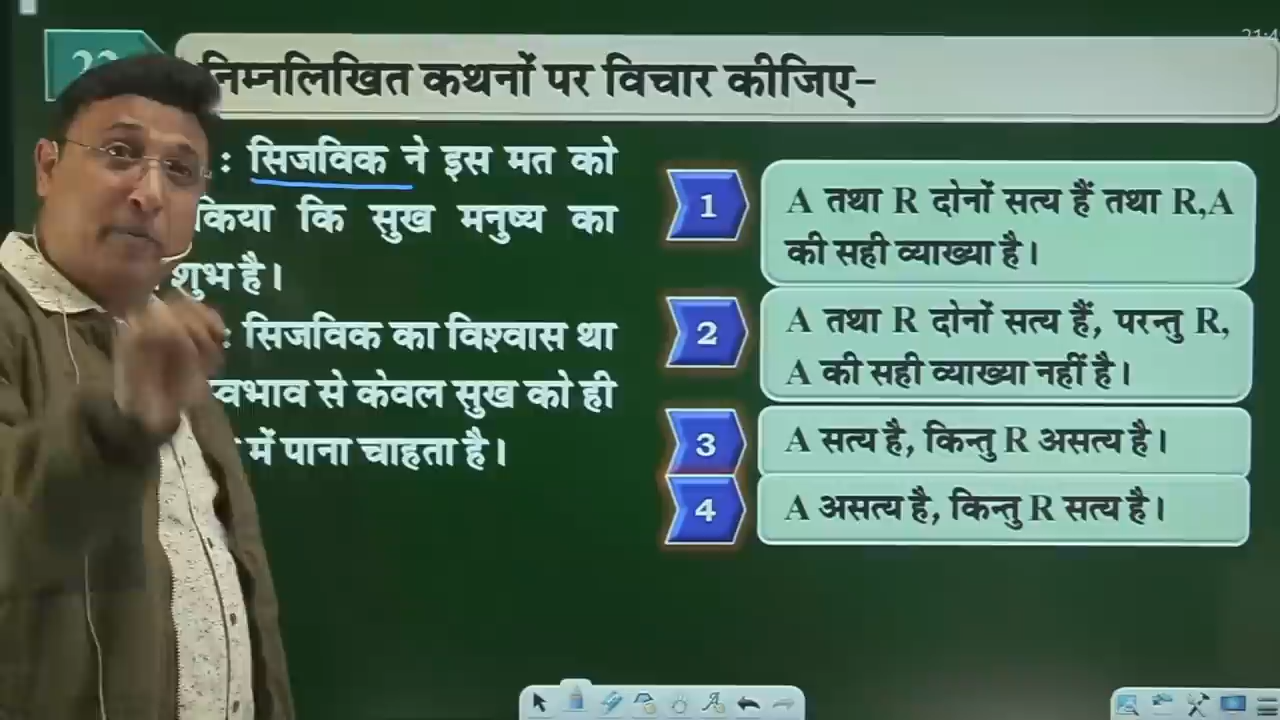 निम्नलिखित कथनों पर विचार कीजिए–
: सिजविक ने इस मत को
किया कि सुख मनुष्य का
शुभ है।
: सिजविक का विश्वास था
स्वभाव से केवल सुख को ही
में पाना चाहता है।
1
A तथा R दोनों सत्य हैं तथा R,A
की सही व्याख्या है।
2
A तथा R दोनों सत्य हैं, परन्तु R,
A की सही व्याख्या नहीं है।
3
A सत्य है, किन्तु R असत्य है।
4
A असत्य है, किन्तु R सत्य है।